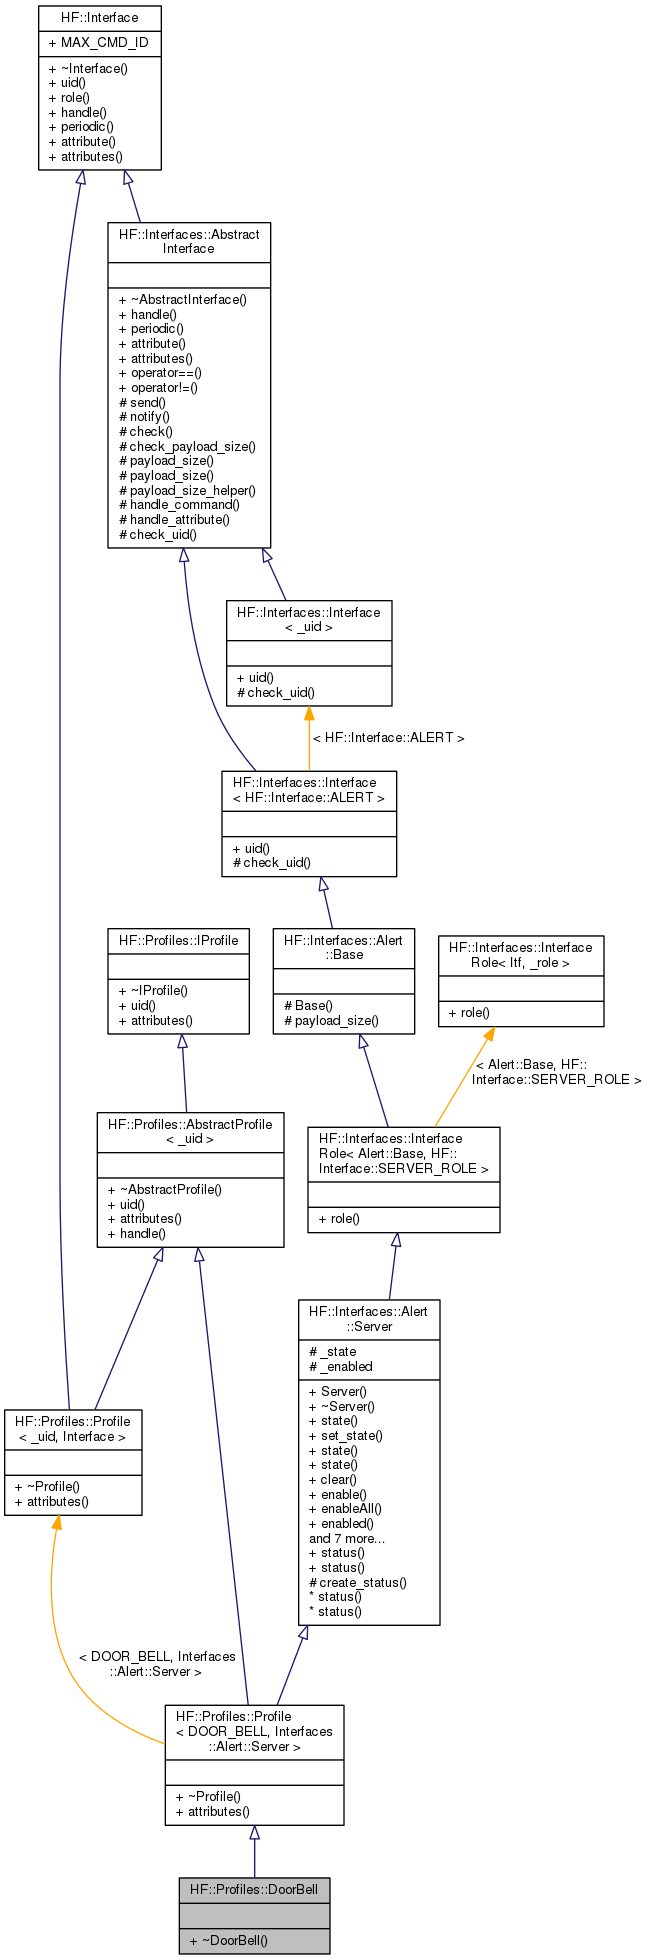 HF::Interface
+ MAX_CMD_ID
+ ~Interface()
+ uid()
+ role()
+ handle()
+ periodic()
+ attribute()
+ attributes()
HF::Interfaces::Abstract
Interface
+ ~AbstractInterface()
+ handle()
+ periodic()
+ attribute()
+ attributes()
+ operator==()
+ operator!=()
# send()
# notify()
# check()
# check_payload_size()
# payload_size()
# payload_size()
# payload_size_helper()
# handle_command()
# handle_attribute()
# check_uid()
HF::Interfaces::Interface
< _uid >
+ uid()
# check_uid()
< HF::Interface::ALERT >
HF::Interfaces::Interface
< HF::Interface::ALERT >
+ uid()
# check_uid()
HF::Profiles::IProfile
+ ~IProfile()
+ uid()
+ attributes()
HF::Interfaces::Alert
::Base
# Base()
# payload_size()
HF::Interfaces::Interface
Role< Itf, _role >
+ role()
< Alert::Base, HF::
Interface::SERVER_ROLE >
HF::Profiles::AbstractProfile
< _uid >
+ ~AbstractProfile()
+ uid()
+ attributes()
+ handle()
HF::Interfaces::Interface
Role< Alert::Base, HF::
Interface::SERVER_ROLE >
+ role()
HF::Interfaces::Alert
::Server
# _state
# _enabled
+ Server()
+ ~Server()
+ state()
+ set_state()
+ state()
+ state()
+ clear()
+ enable()
+ enableAll()
+ enabled()
and 7 more...
+ status()
+ status()
# create_status()
* status()
* status()
HF::Profiles::Profile
< _uid, Interface >
+ ~Profile()
+ attributes()
< DOOR_BELL, Interfaces
::Alert::Server >
HF::Profiles::Profile
< DOOR_BELL, Interfaces
::Alert::Server >
+ ~Profile()
+ attributes()
HF::Profiles::DoorBell
+ ~DoorBell()